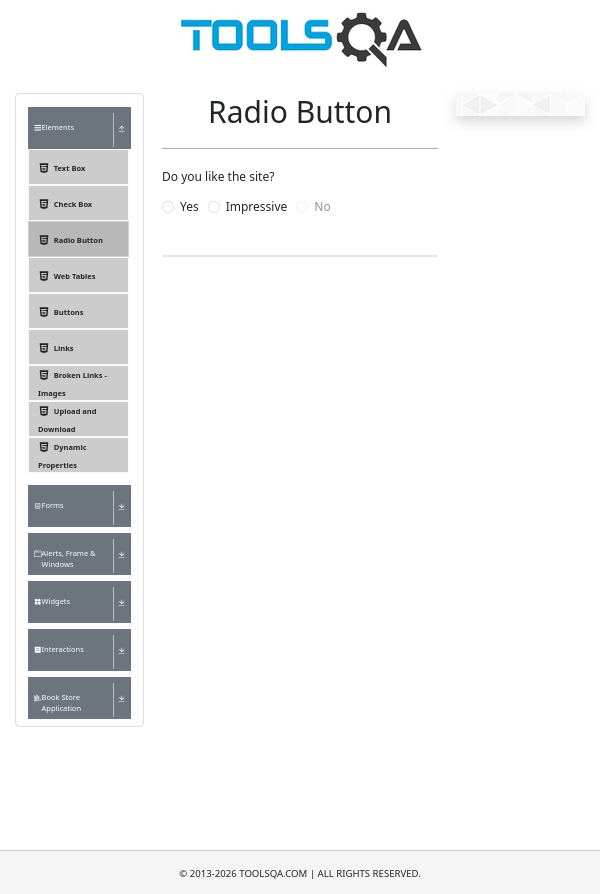 TOOLSQA
Elements
Text Box
Check Box
Radio Button
Web Tables
Buttons
Links
Broken Links -
Images
Upload and
Download
Dynamic
Properties
Forms
Alerts, Frame &
Windows
Widgets
Interactions
Book Store
Application
Radio Button
Do you like the site?
Yes Impressive No
© 2013-2026 TOOLSQA.COM | ALL RIGHTS RESERVED.